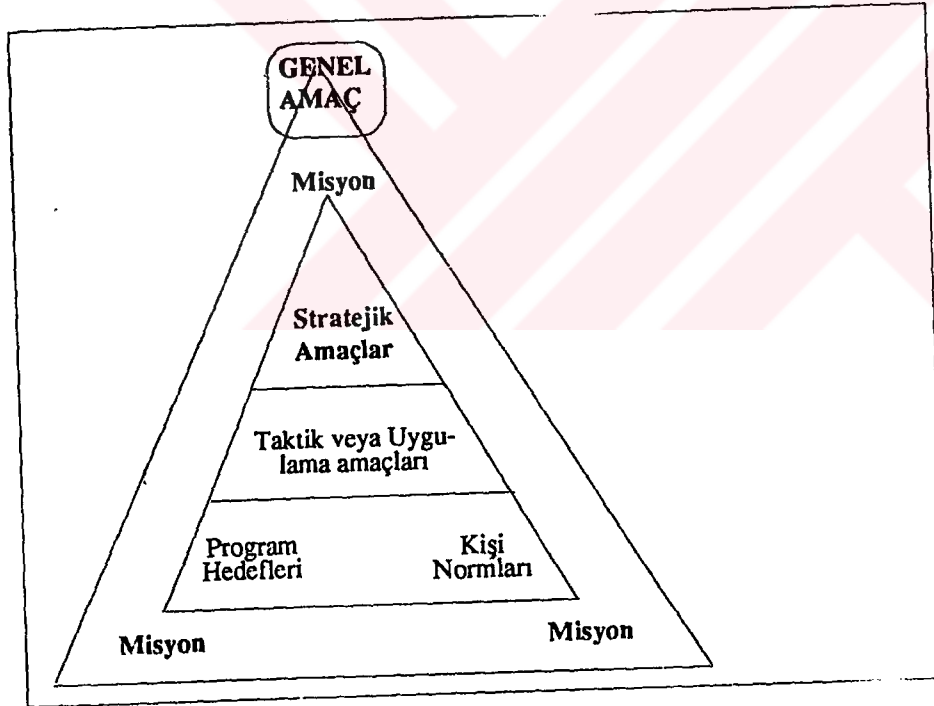 GENEL
AMAÇ
Misyon
Stratejik
Amaçlar
Taktik veya Uygu-
lama amaçları
Program
Hedefleri
Kişi
Normları
Misyon
Misyon